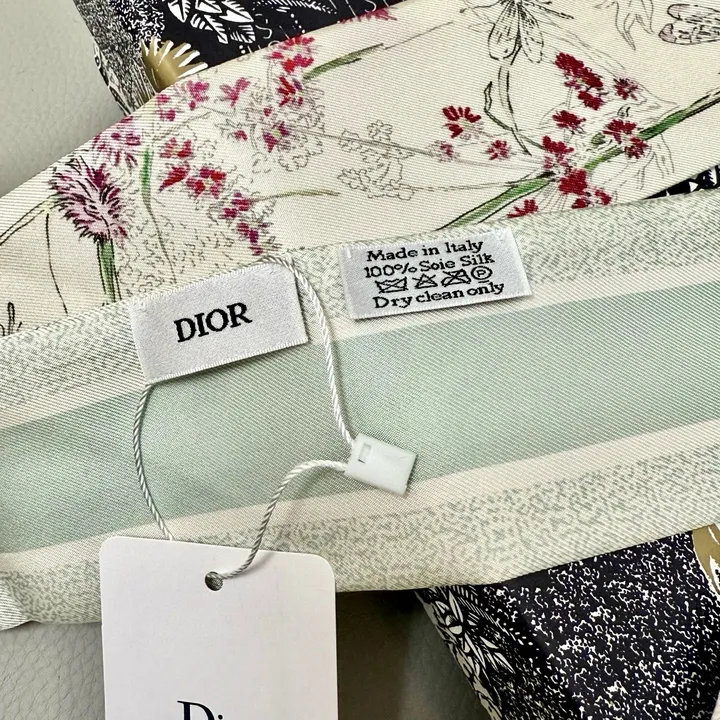 Made in Italy
100% Soie Silk
Dry clean only
DIOR